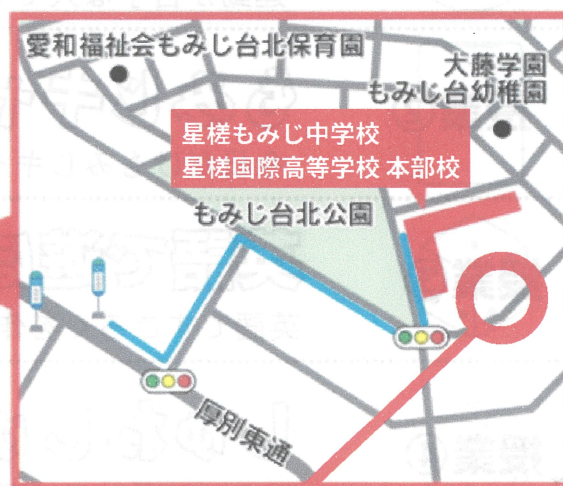 愛和福祉会もみじ台北保育園
大藤学園
もみじ台幼稚園
星槎もみじ中学校
星槎国際高等学校 本部校
もみじ台北公園
厚別東通